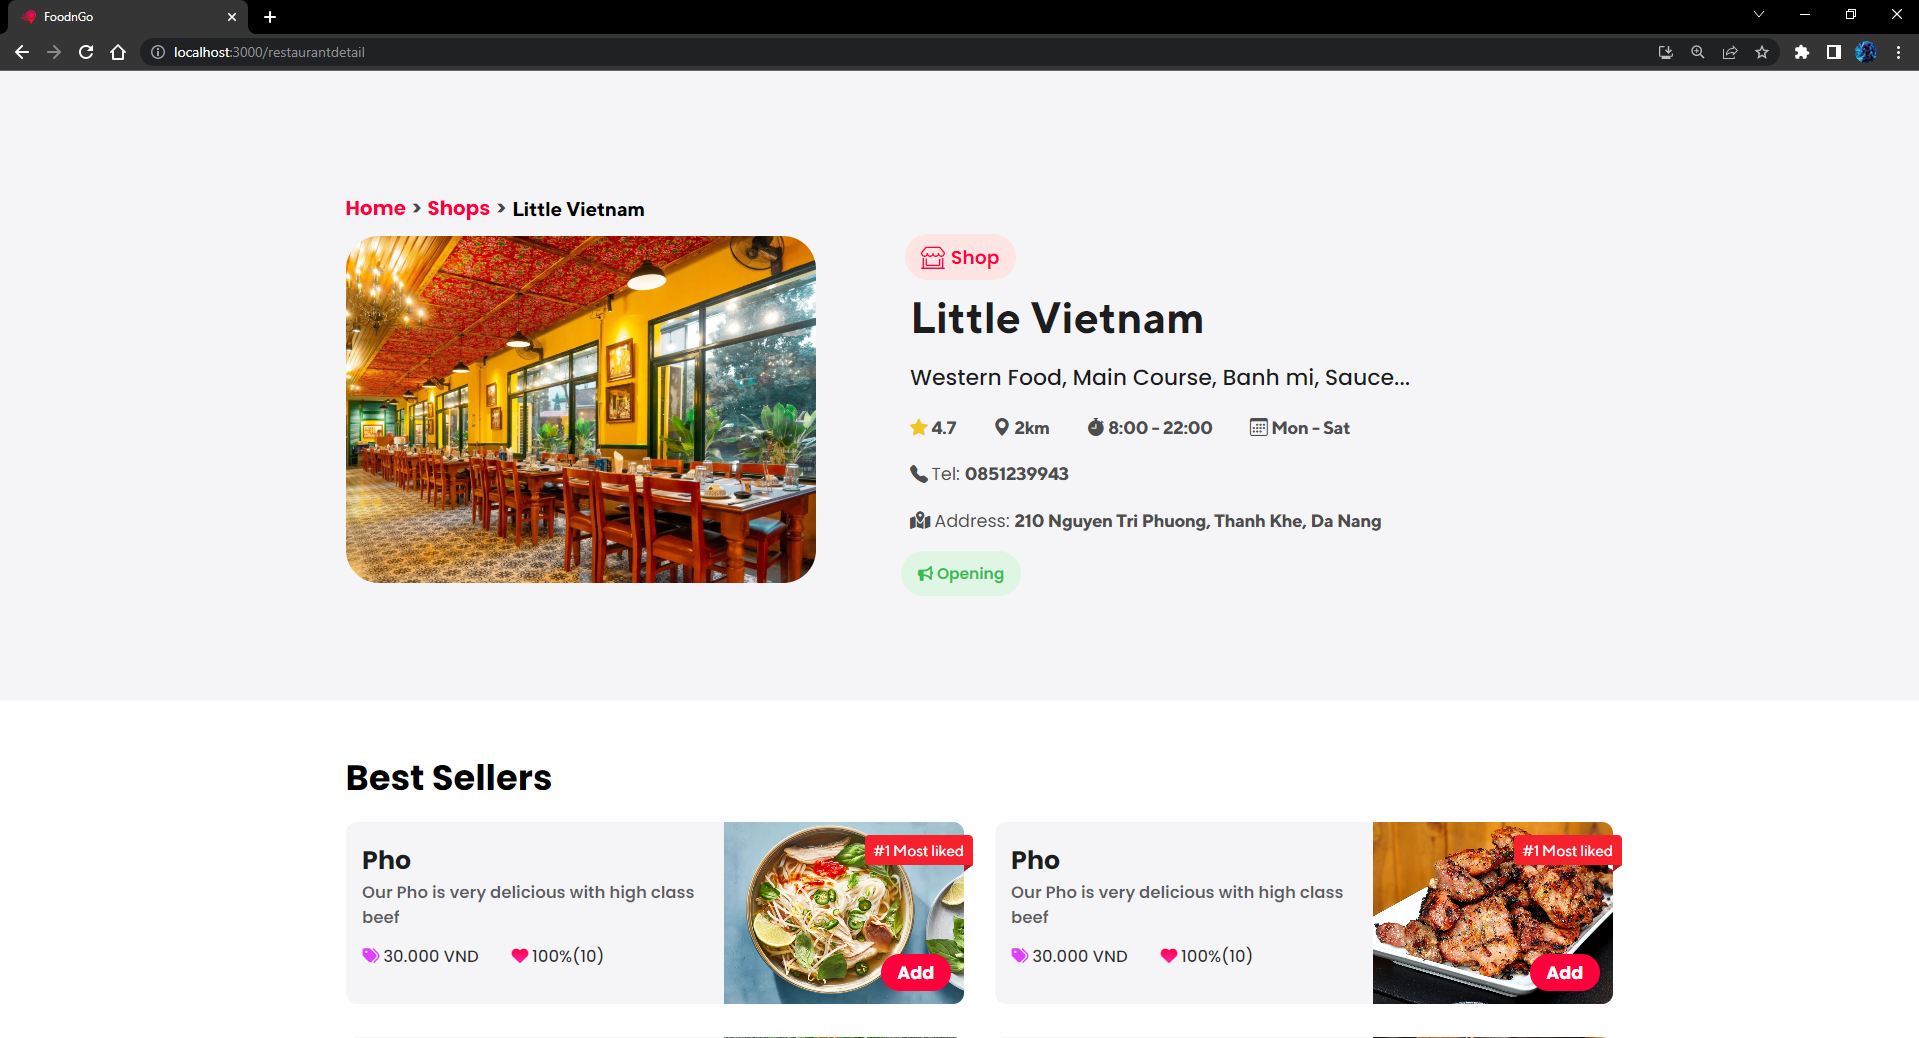 FoodnGo
localhost:3000/restaurantdetail
Home > Shops > Little Vietnam
Shop
Little Vietnam
Western Food, Main Course, Banh mi, Sauce...
4.7 2km 8:00 - 22:00 Mon - Sat
Tel: 0851239943
Address: 210 Nguyen Tri Phuong, Thanh Khe, Da Nang
Opening
Best Sellers
Pho
Our Pho is very delicious with high class
beef
30.000 VND 100%(10)
#1 Most liked
Add
Pho
Our Pho is very delicious with high class
beef
30.000 VND 100%(10)
#1 Most liked
Add